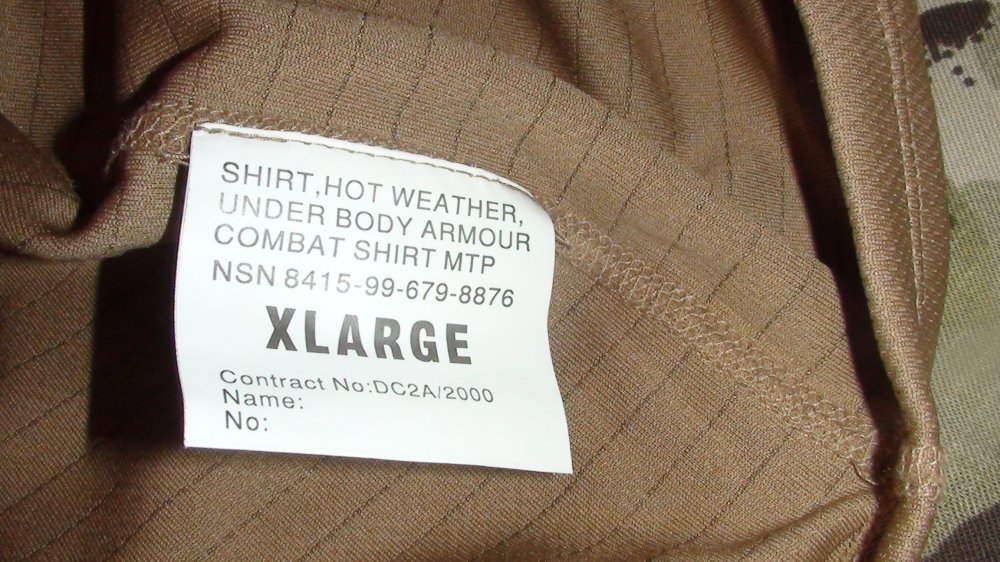 SHIRT,HOT WEATHER,
UNDER BODY ARMOUR
COMBAT SHIRT MTP
NSN 8415-99-679-8876
XLARGE
Contract No:DC2A/2000
Name:
No: